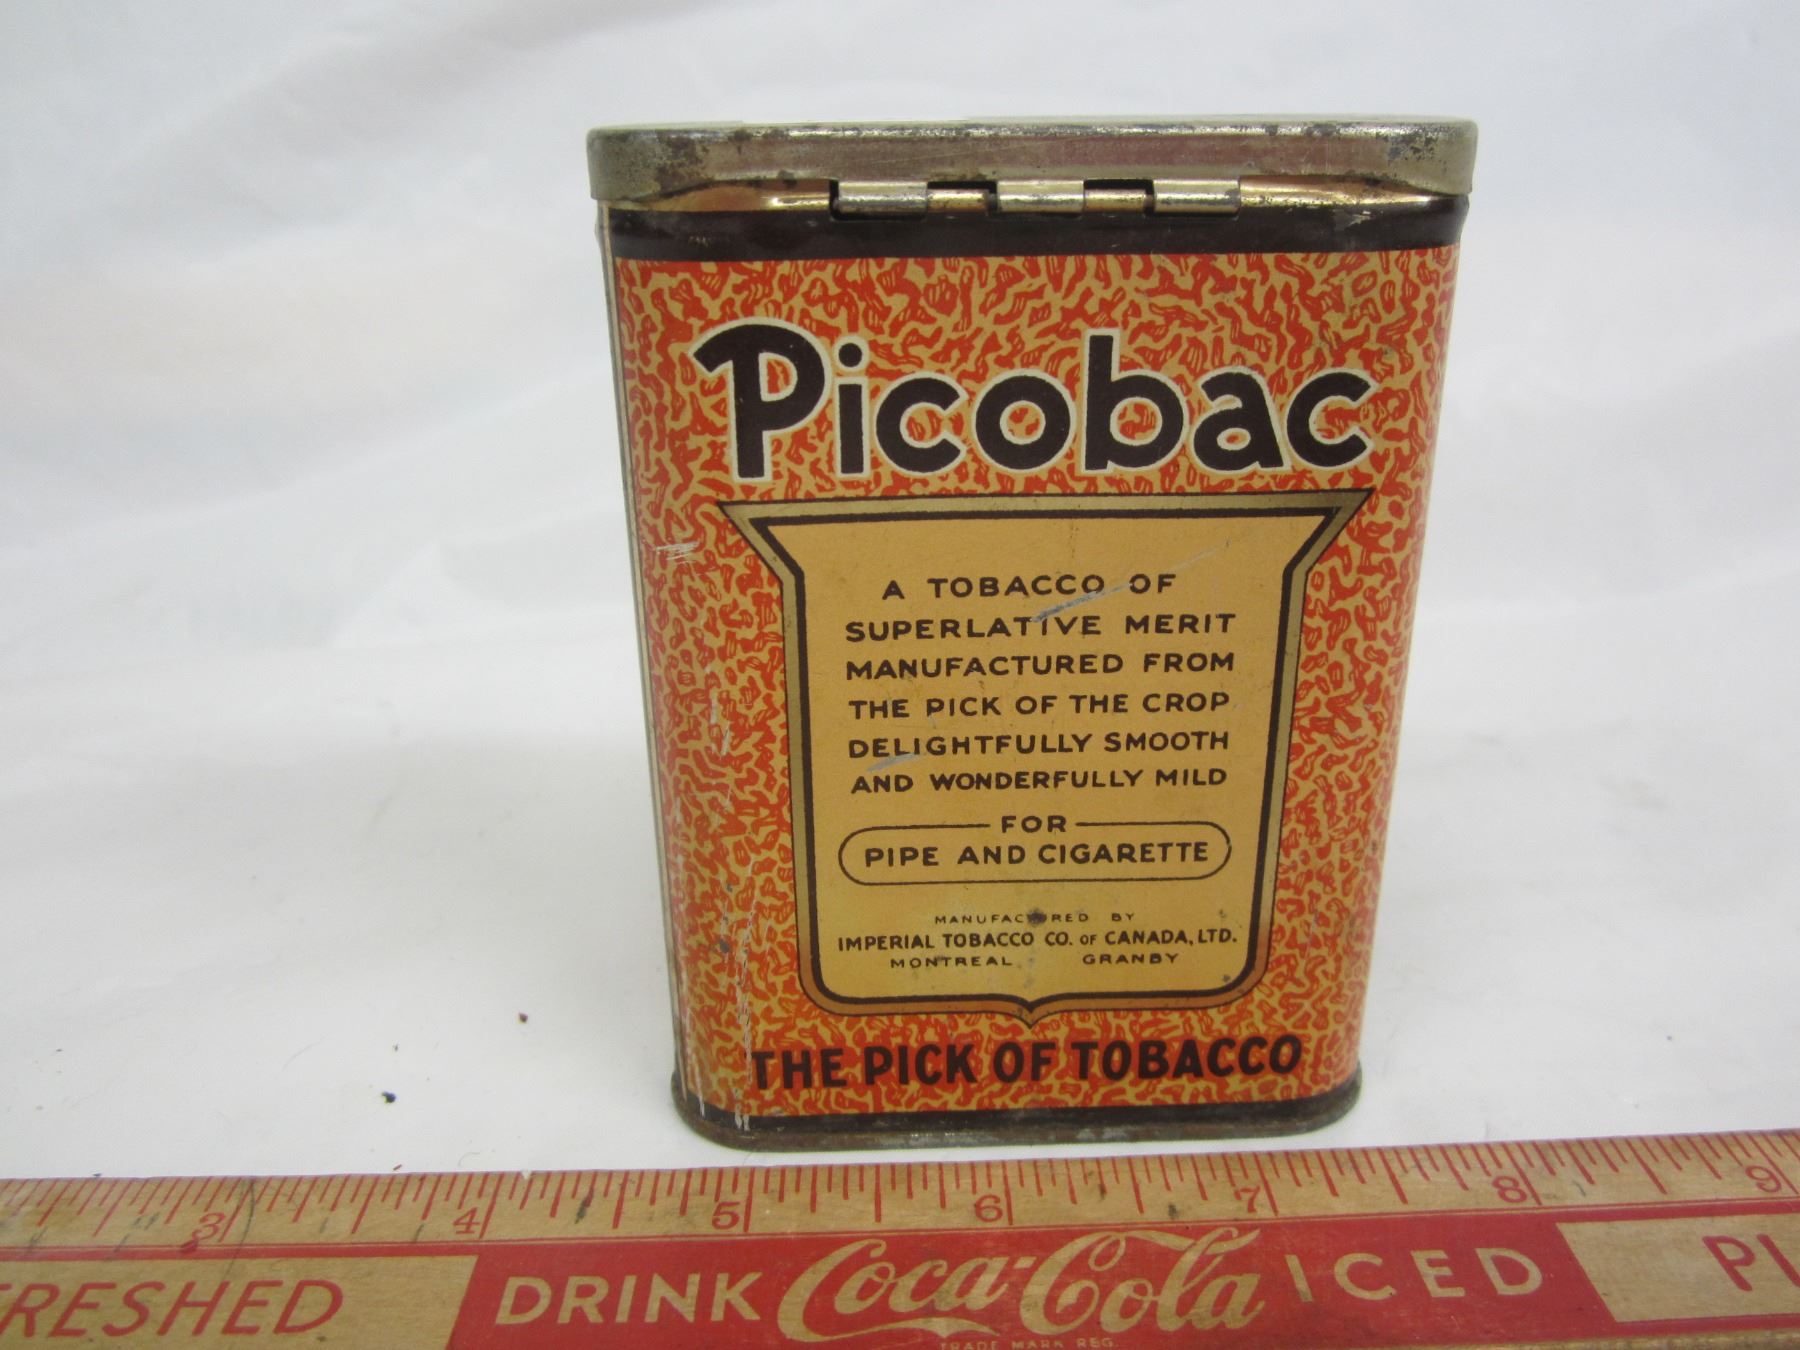 Picobac
A TOBACCO OF
SUPERLATIVE MERIT
MANUFACTURED FROM
THE PICK OF THE CROP
DELIGHTFULLY SMOOTH
AND WONDERFULLY MILD
FOR
PIPE AND CIGARETTE
MANUFACTURED BY
IMPERIAL TOBACCO CO. OF CANADA, LTD.
MONTREAL GRANBY
THE PICK OF TOBACCO
3 4 5 6 7 8 9
RESHED DRINK Coca-Cola ICED
TRADE MARK REG.